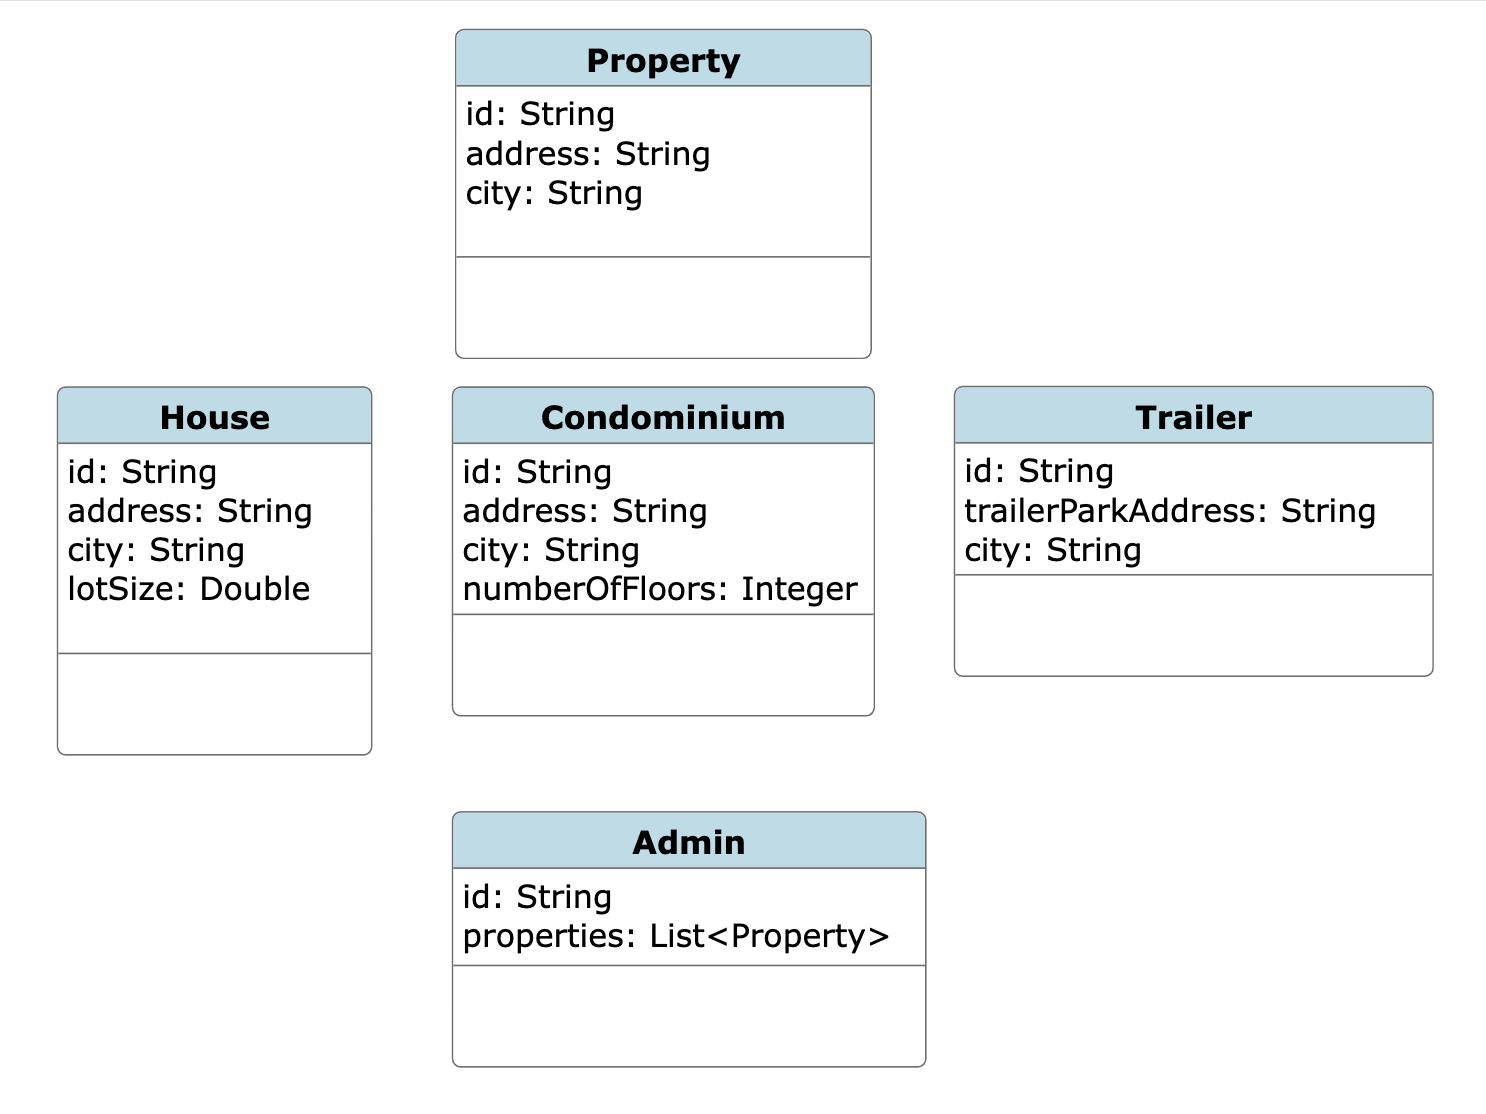 Property
id: String
address: String
city: String
House
id: String
address: String
city: String
lotSize: Double
Condominium
id: String
address: String
city: String
numberOfFloors: Integer
Trailer
id: String
trailerParkAddress: String
city: String
Admin
id: String
properties: List<Property>